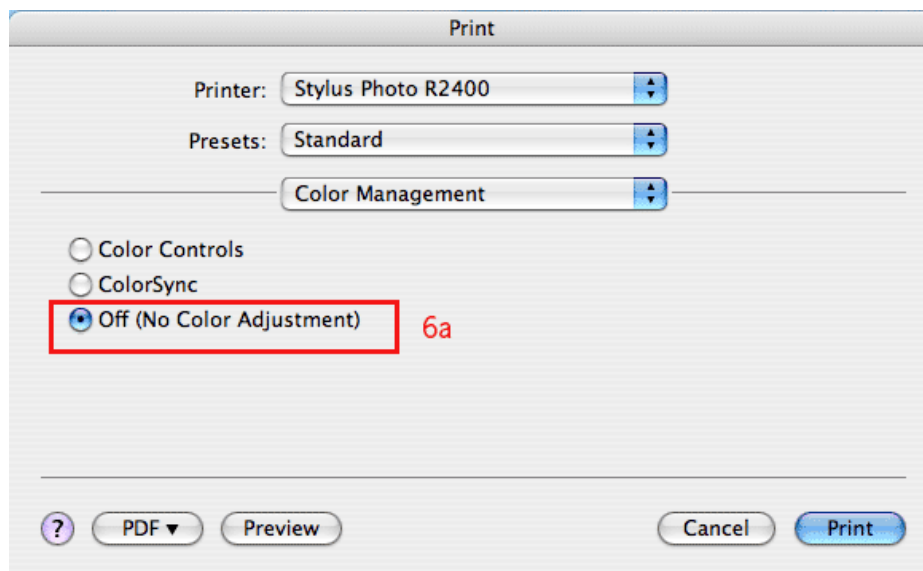 Print
Printer: Stylus Photo R2400
Presets: Standard
Color Management
Color Controls
ColorSync
Off (No Color Adjustment) 6a
? PDF▼ Preview Cancel Print